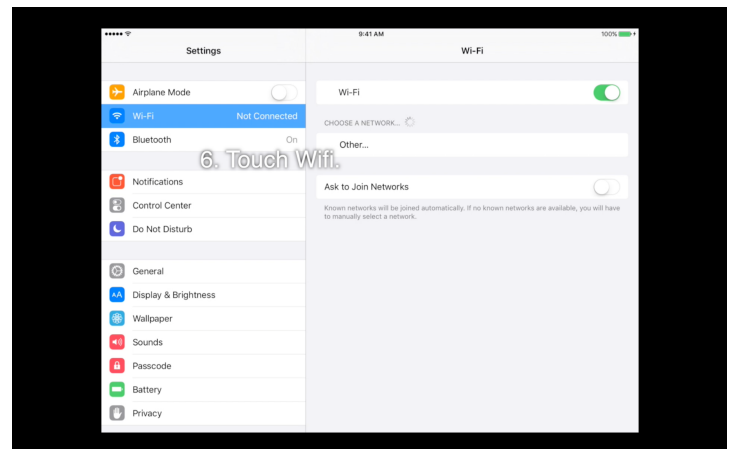 9:41 AM
100%
Settings
Wi-Fi
Airplane Mode
Wi-Fi Not Connected
Bluetooth On
6. Touch Wifi.
Notifications
Control Center
Do Not Disturb
General
AA Display & Brightness
Wallpaper
Sounds
Passcode
Battery
Privacy
Wi-Fi
CHOOSE A NETWORK...
Other...
Ask to Join Networks
Known networks will be joined automatically. If no known networks are available, you will have
to manually select a network.